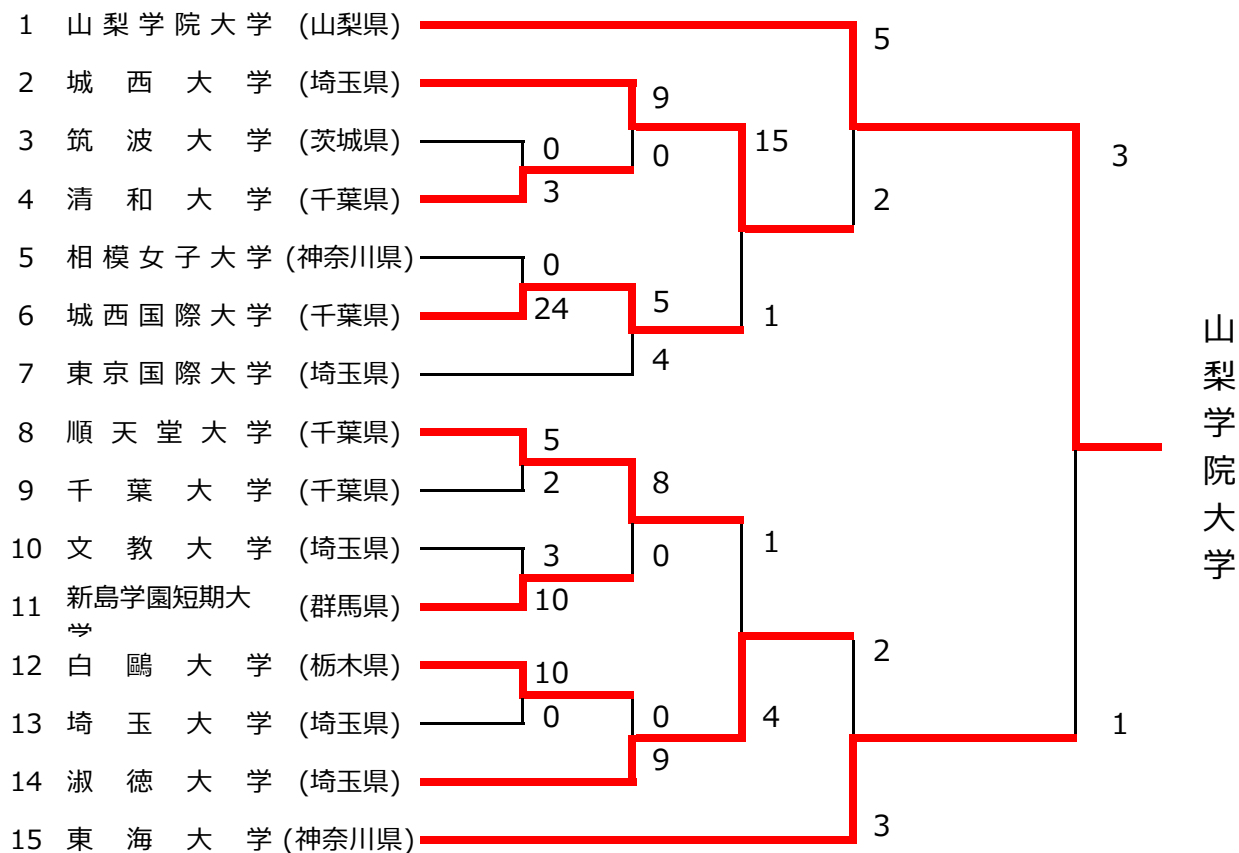 1 山梨学院大学 (山梨県)
2 城西大学 (埼玉県)
3 筑波大学 (茨城県)
4 清和大学 (千葉県)
5 相模女子大学 (神奈川県)
6 城西国際大学 (千葉県)
7 東京国際大学 (埼玉県)
8 順天堂大学 (千葉県)
9 千葉大学 (千葉県)
10 文教大学 (埼玉県)
11 新島学園短期大学 (群馬県)
12 白鷗大学 (栃木県)
13 埼玉大学 (埼玉県)
14 淑徳大学 (埼玉県)
15 東海大学 (神奈川県)
0
3
0
24
5
2
3
10
10
0
9
0
5
4
8
0
0
9
15
1
1
4
5
2
2
3
3
1
山梨学院大学